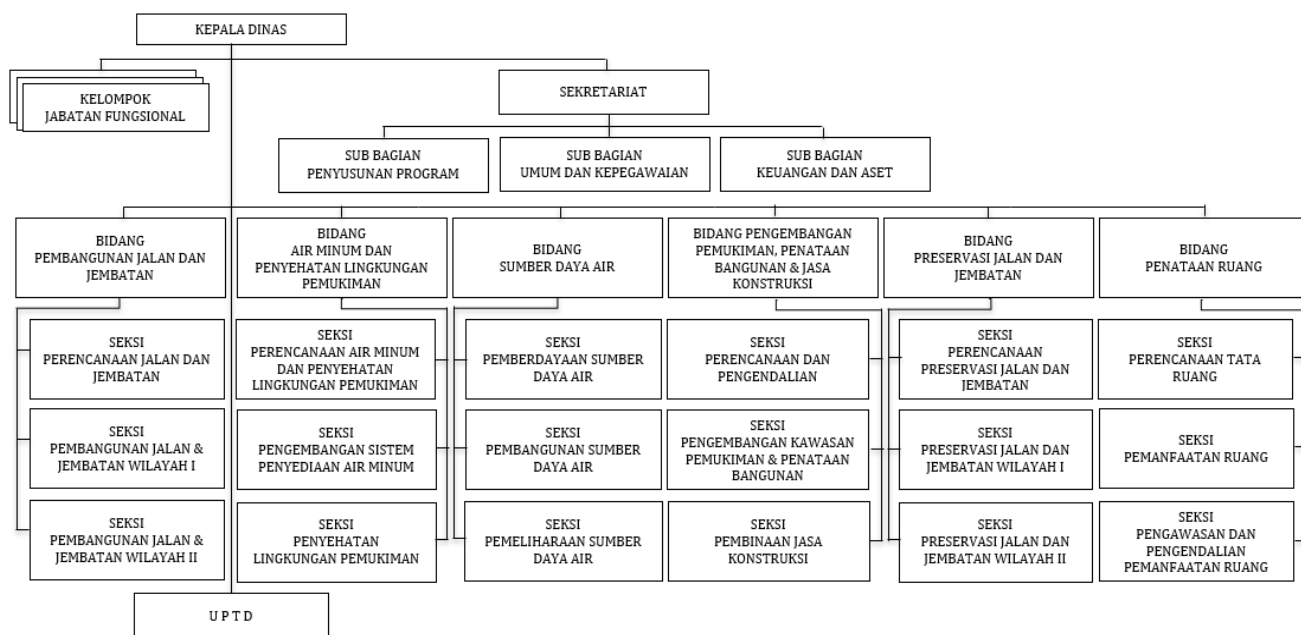 KEPALA DINAS
KELOMPOK
JABATAN FUNGSIONAL
SEKRETARIAT
SUB BAGIAN
PENYUSUNAN PROGRAM
SUB BAGIAN
UMUM DAN KEPEGAWAIAN
SUB BAGIAN
KEUANGAN DAN ASET
BIDANG
PEMBANGUNAN JALAN DAN
JEMBATAN
BIDANG
AIR MINUM DAN
PENYEHATAN LINGKUNGAN
PEMUKIMAN
BIDANG
SUMBER DAYA AIR
BIDANG PENGEMBANGAN
PEMUKIMAN, PENATAAN
BANGUNAN & JASA
KONSTRUKSI
BIDANG
PRESERVASI JALAN DAN
JEMBATAN
BIDANG
PENATAAN RUANG
SEKSI
PERENCANAAN JALAN DAN
JEMBATAN
SEKSI
PERENCANAAN AIR MINUM
DAN PENYEHATAN
LINGKUNGAN PEMUKIMAN
SEKSI
PEMBERDAYAAN SUMBER
DAYA AIR
SEKSI
PERENCANAAN DAN
PENGENDALIAN
SEKSI
PERENCANAAN
PRESERVASI JALAN DAN
JEMBATAN
SEKSI
PERENCANAAN TATA
RUANG
SEKSI
PEMBANGUNAN JALAN &
JEMBATAN WILAYAH I
SEKSI
PENGEMBANGAN SISTEM
PENYEDIAAN AIR MINUM
SEKSI
PEMBANGUNAN SUMBER
DAYA AIR
SEKSI
PENGEMBANGAN KAWASAN
PEMUKIMAN & PENATAAN
BANGUNAN
SEKSI
PRESERVASI JALAN DAN
JEMBATAN WILAYAH I
SEKSI
PEMANFAATAN RUANG
SEKSI
PEMBANGUNAN JALAN &
JEMBATAN WILAYAH II
SEKSI
PENYEHATAN
LINGKUNGAN PEMUKIMAN
SEKSI
PEMELIHARAAN SUMBER
DAYA AIR
SEKSI
PEMBINAAN JASA
KONSTRUKSI
SEKSI
PRESERVASI JALAN DAN
JEMBATAN WILAYAH II
SEKSI
PENGAWASAN DAN
PENGENDALIAN
PEMANFAATAN RUANG
U P T D